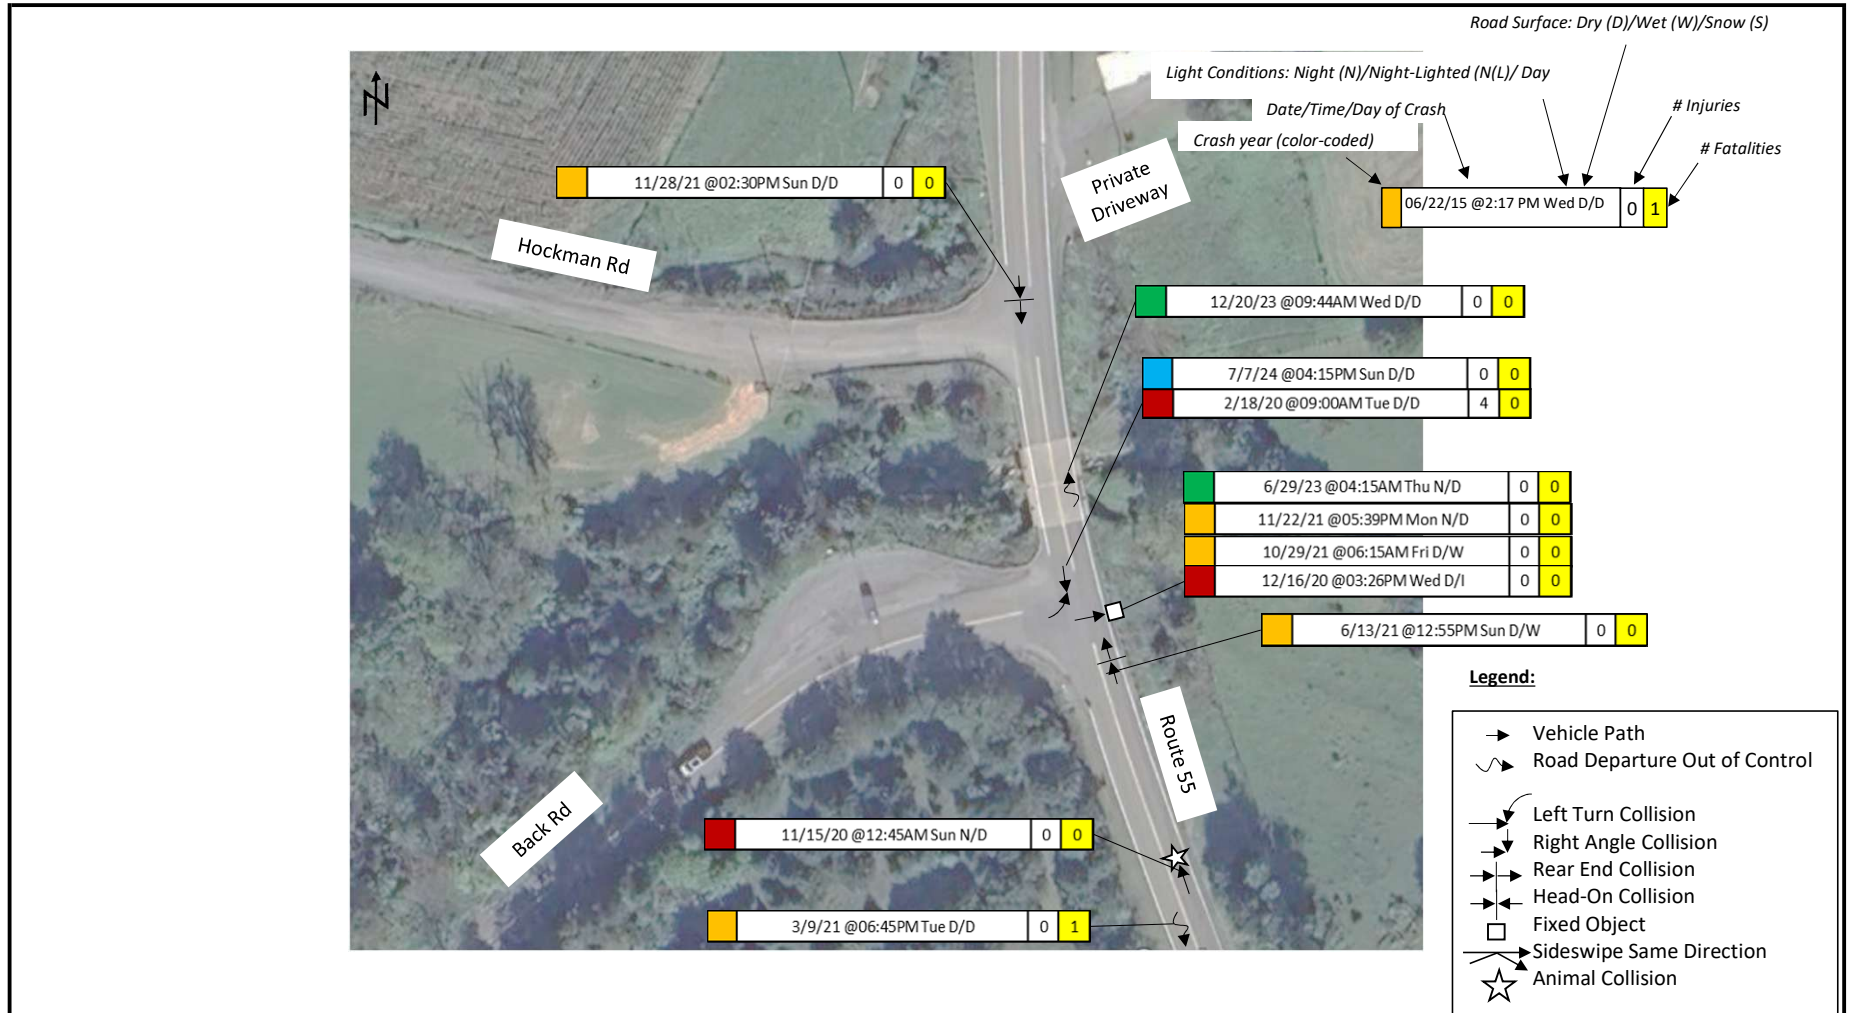 Road Surface: Dry (D)/Wet (W)/Snow (S)
Light Conditions: Night (N)/Night-Lighted (N(L)/ Day
Date/Time/Day of Crash
# Injuries
Crash year (color-coded)
# Fatalities
06/22/15 @2:17 PM Wed D/D 0 1
N
11/28/21 @02:30PM Sun D/D 0 0
Private
Driveway
Hockman Rd
12/20/23 @09:44AM Wed D/D 0 0
7/7/24 @04:15PM Sun D/D 0 0
2/18/20 @09:00AM Tue D/D 4 0
6/29/23 @04:15AM Thu N/D 0 0
11/22/21 @05:39PM Mon N/D 0 0
10/29/21 @06:15AM Fri D/W 0 0
12/16/20 @03:26PM Wed D/I 0 0
6/13/21 @12:55PM Sun D/W 0 0
Route 55
Back Rd
11/15/20 @12:45AM Sun N/D 0 0
3/9/21 @06:45PM Tue D/D 0 1
Legend:
Vehicle Path
Road Departure Out of Control
Left Turn Collision
Right Angle Collision
Rear End Collision
Head-On Collision
Fixed Object
Sideswipe Same Direction
Animal Collision